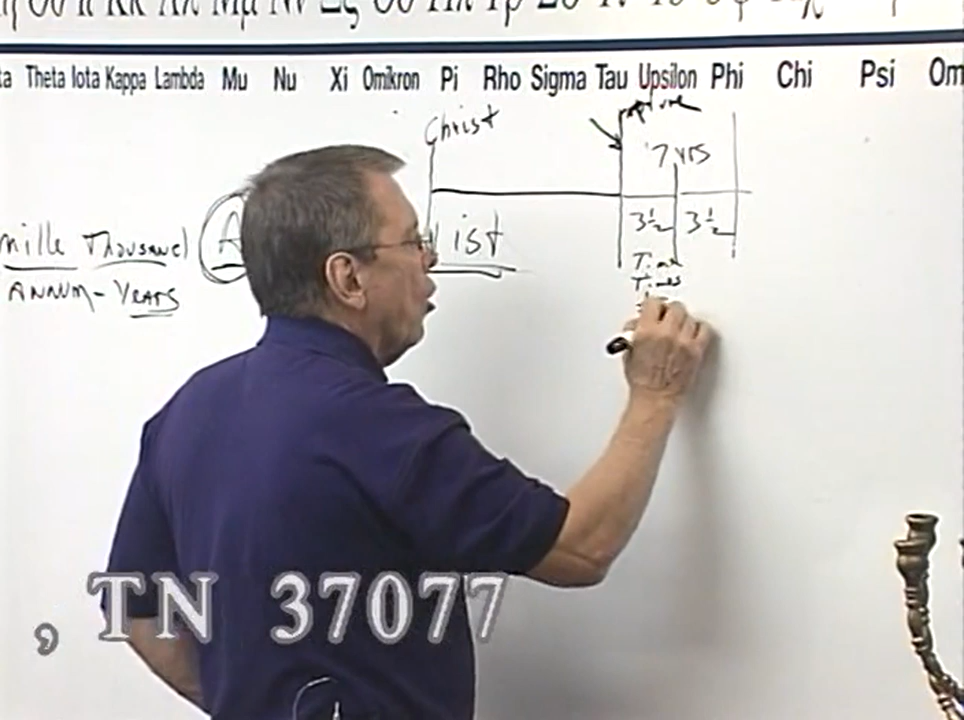 Theta Iota Kappa Lambda Mu Nu Xi Omikron Pi Rho Sigma Tau Upsilon Phi Chi Psi
Christ
rapture
7 yrs
mille Thousand
A
ist
3½ 3½
ANNUM - YEARS
Time
Times
, TN 37077